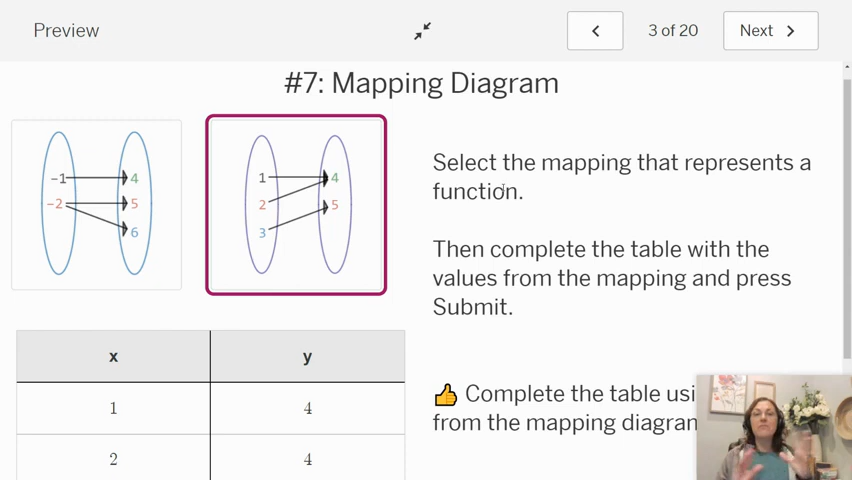 Preview
3 of 20
Next
#7: Mapping Diagram
-1
-2
4
5
6
1
2
3
4
5
Select the mapping that represents a
function.
Then complete the table with the
values from the mapping and press
Submit.
x y
1 4
2 4
👍 Complete the table
from the mapping